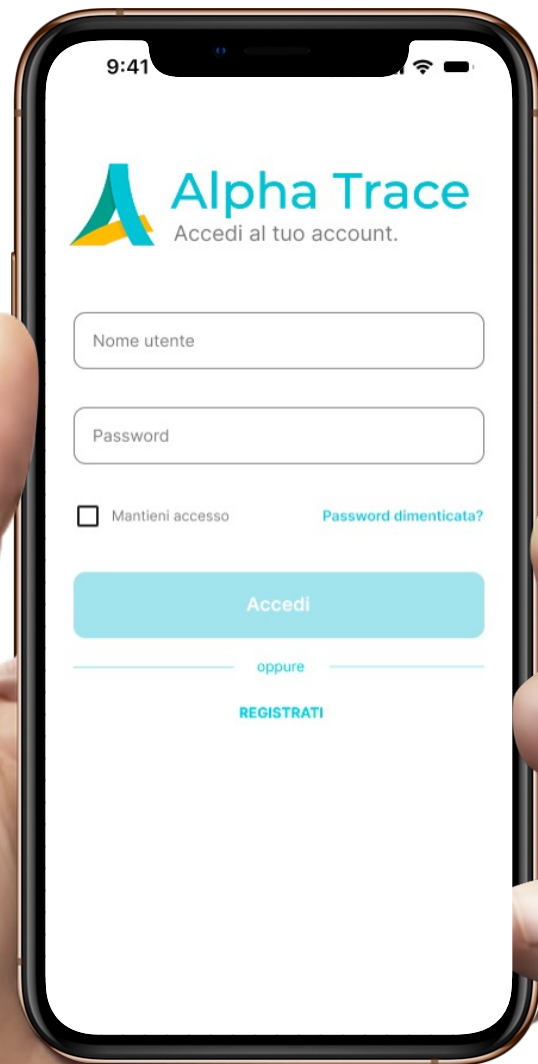 9:41
Alpha Trace
Accedi al tuo account.
Nome utente
Password
Mantieni accesso
Password dimenticata?
Accedi
oppure
REGISTRATI